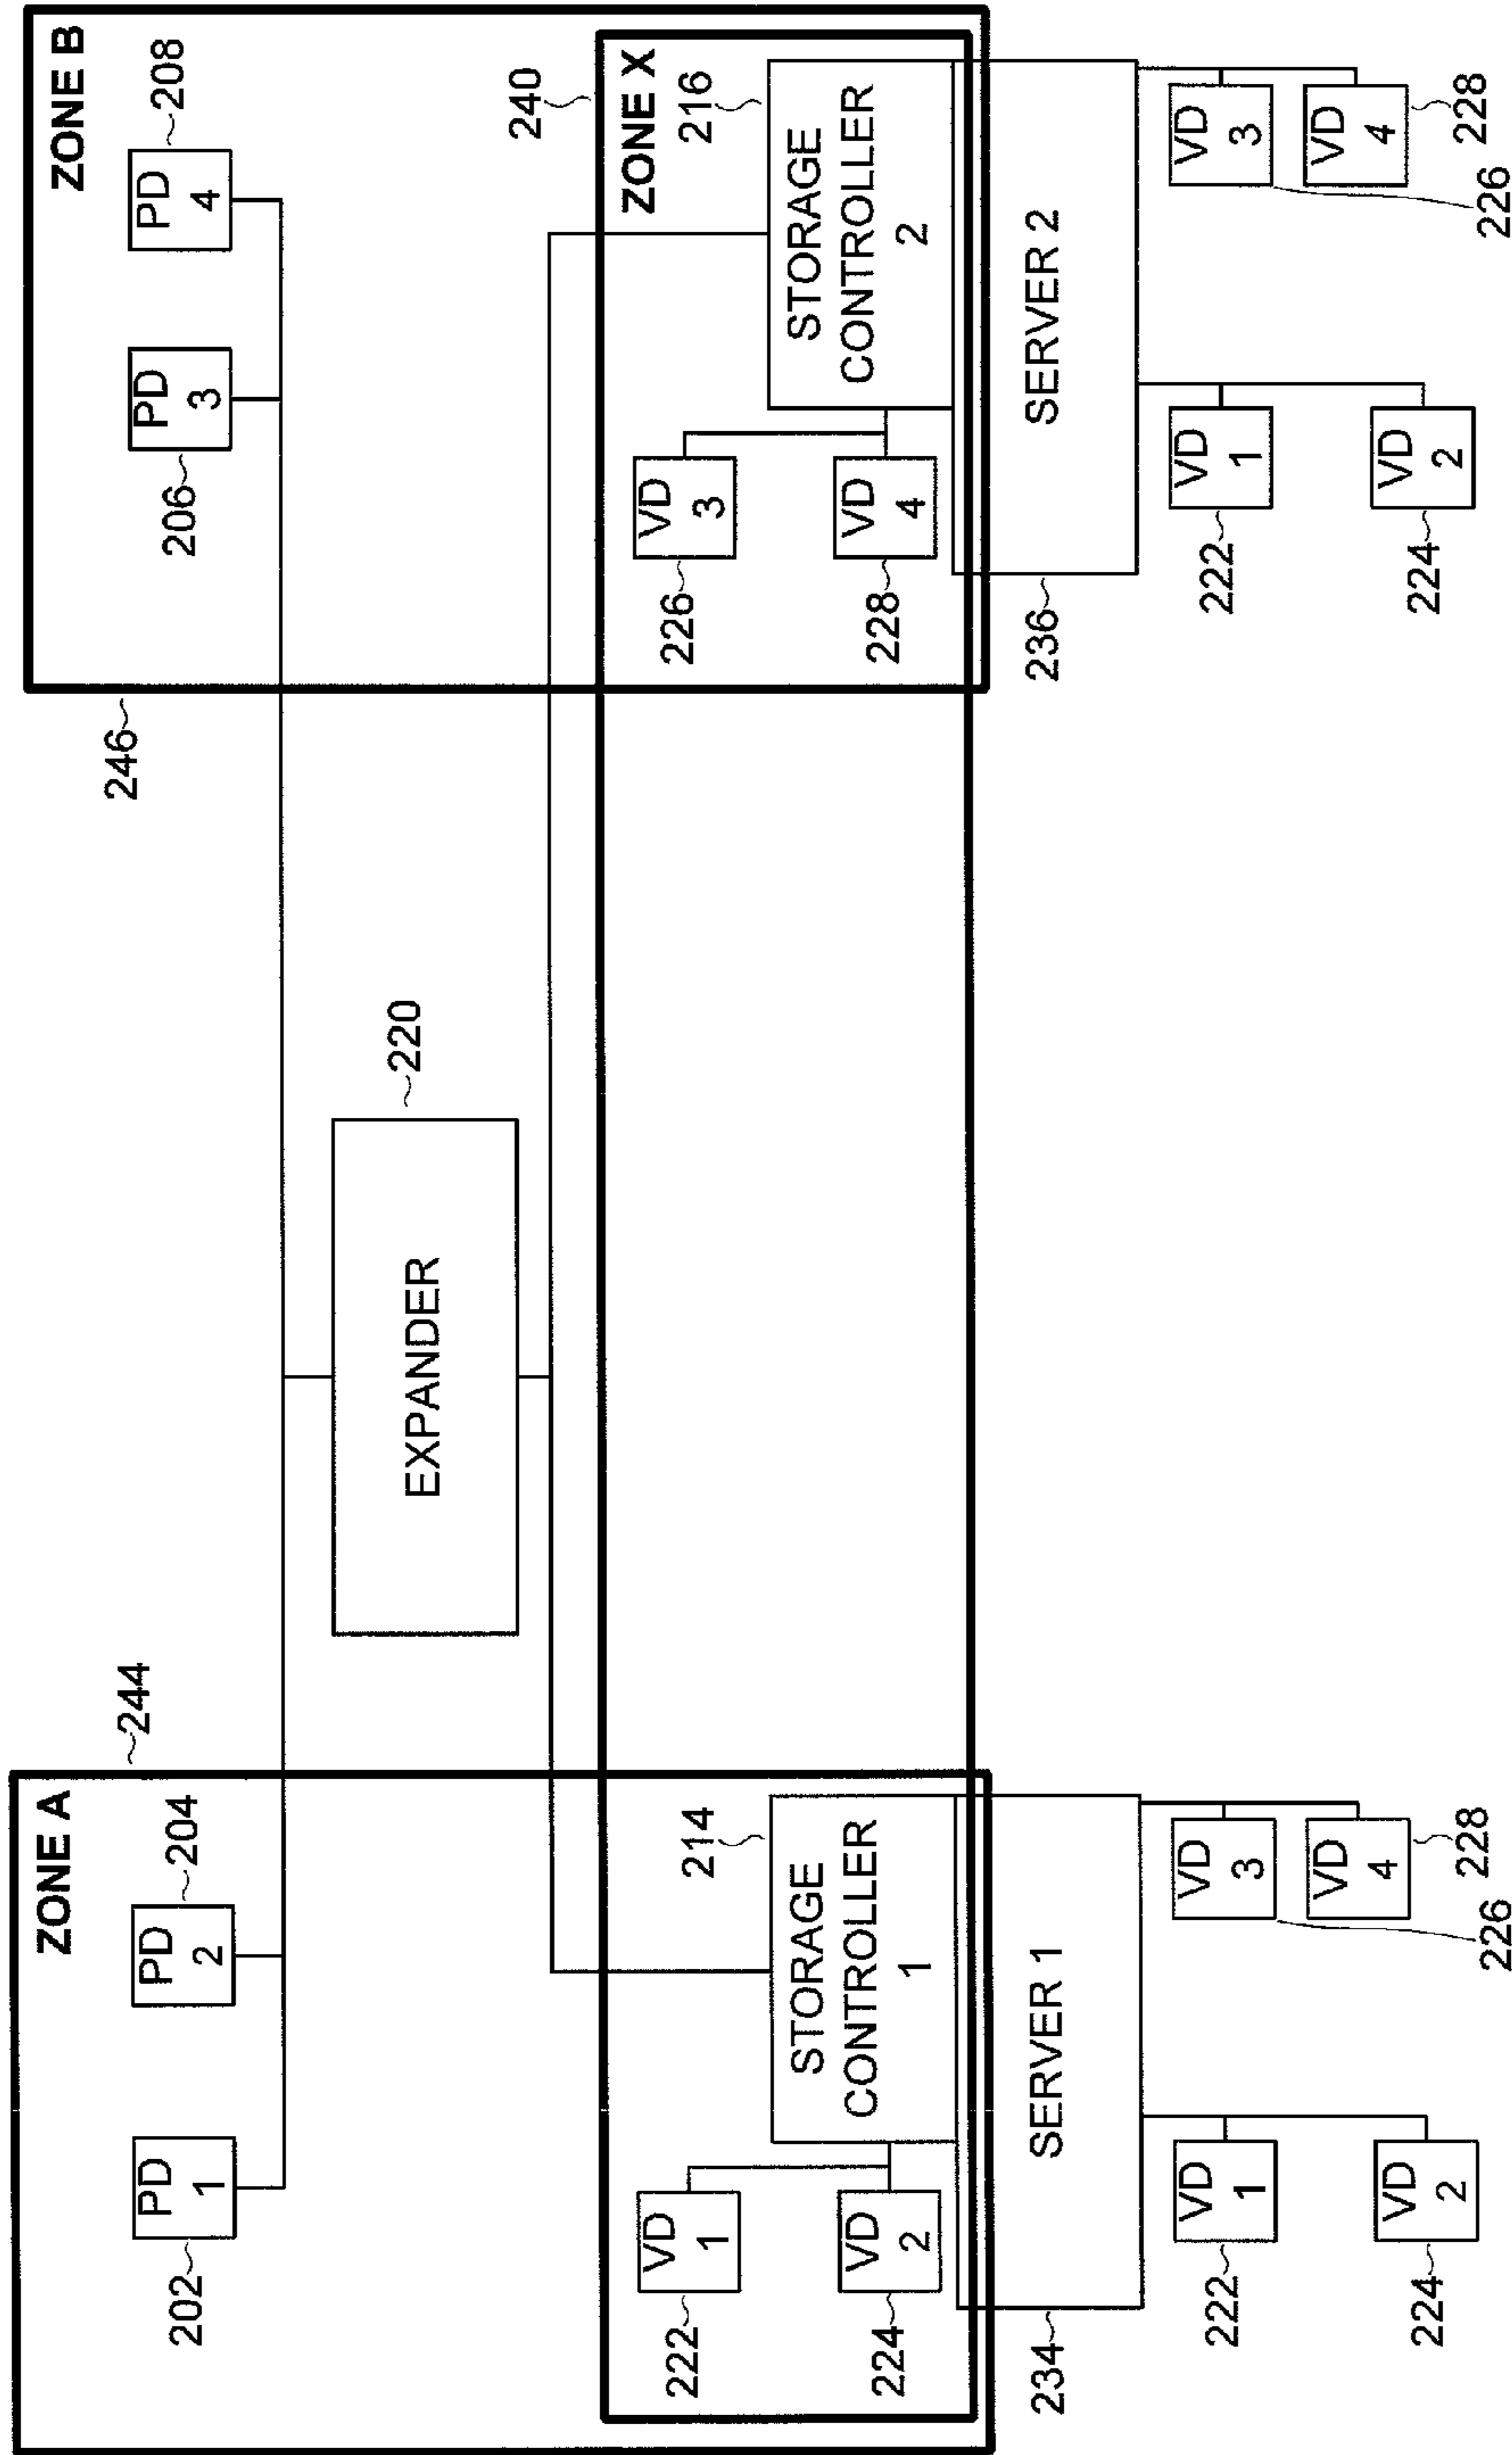 ZONE A
244
PD
1
202
PD
2
204
246
ZONE B
PD
3
206
PD
4
208
EXPANDER
220
240
ZONE X
VD
1
222
VD
2
224
STORAGE
CONTROLLER
1
214
VD
3
226
VD
4
228
STORAGE
CONTROLLER
2
216
SERVER 1
234
VD
1
222
VD
2
224
VD
3
226
VD
4
228
SERVER 2
236
VD
1
222
VD
2
224
VD
3
226
VD
4
228